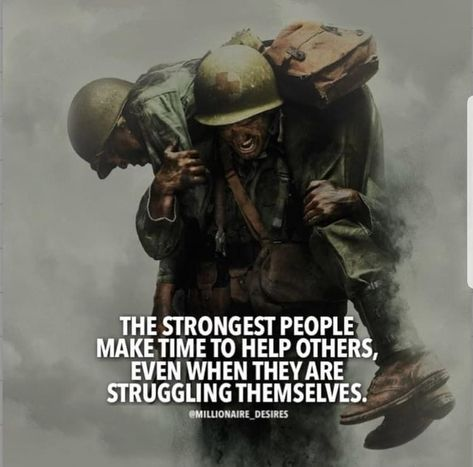 THE STRONGEST PEOPLE
MAKE TIME TO HELP OTHERS,
EVEN WHEN THEY ARE
STRUGGLING THEMSELVES.
@MILLIONAIRE_DESIRES